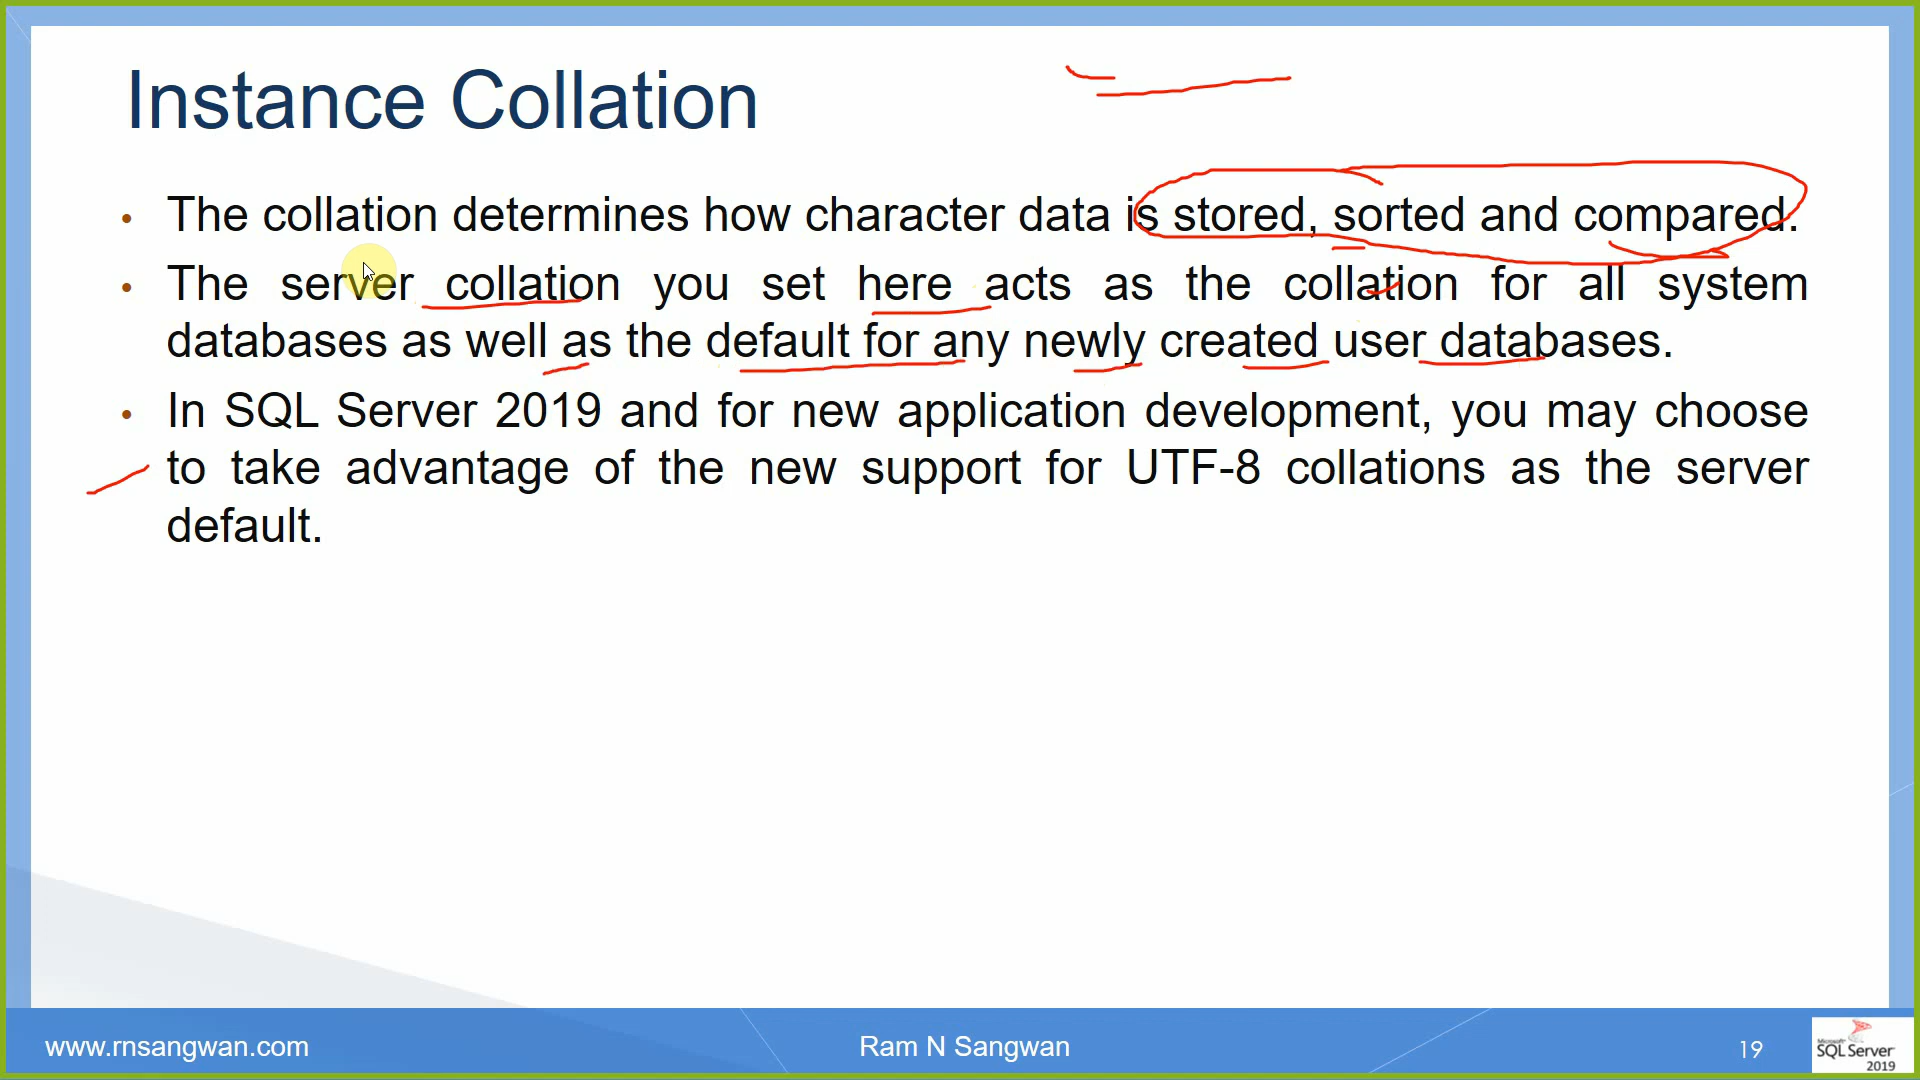 Instance Collation
• The collation determines how character data is stored, sorted and compared.
• The server collation you set here acts as the collation for all system
databases as well as the default for any newly created user databases.
• In SQL Server 2019 and for new application development, you may choose
to take advantage of the new support for UTF-8 collations as the server
default.
www.rnsangwan.com
Ram N Sangwan
19
Microsoft
SQL Server
2019